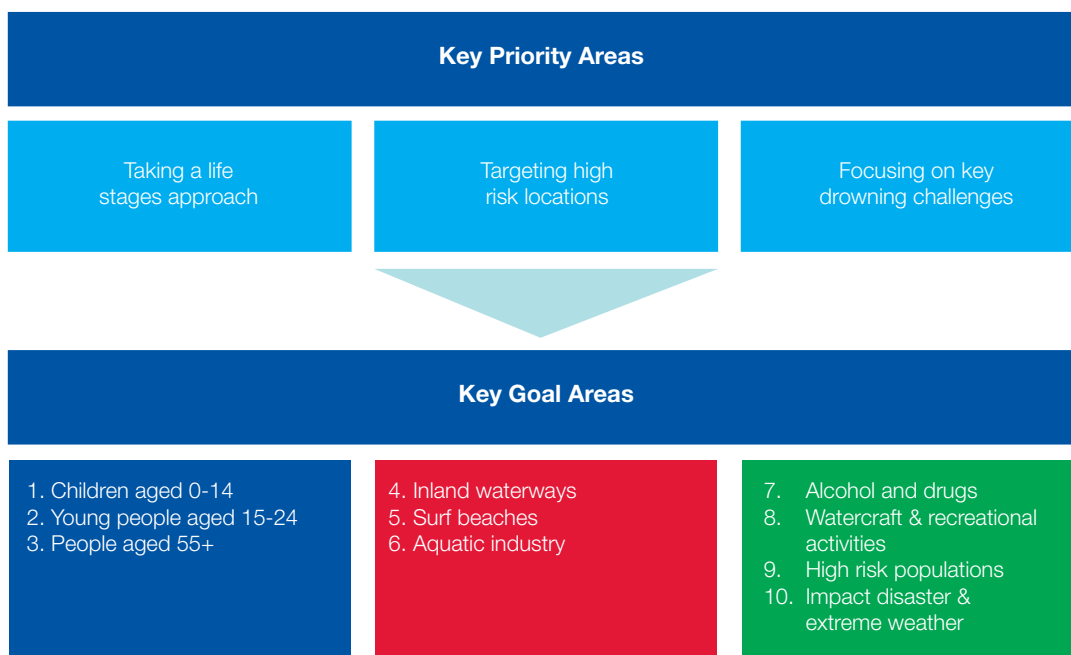 Key Priority Areas
Taking a life
stages approach
Targeting high
risk locations
Focusing on key
drowning challenges
Key Goal Areas
1. Children aged 0-14
2. Young people aged 15-24
3. People aged 55+
4. Inland waterways
5. Surf beaches
6. Aquatic industry
7. Alcohol and drugs
8. Watercraft & recreational
activities
9. High risk populations
10. Impact disaster &
extreme weather